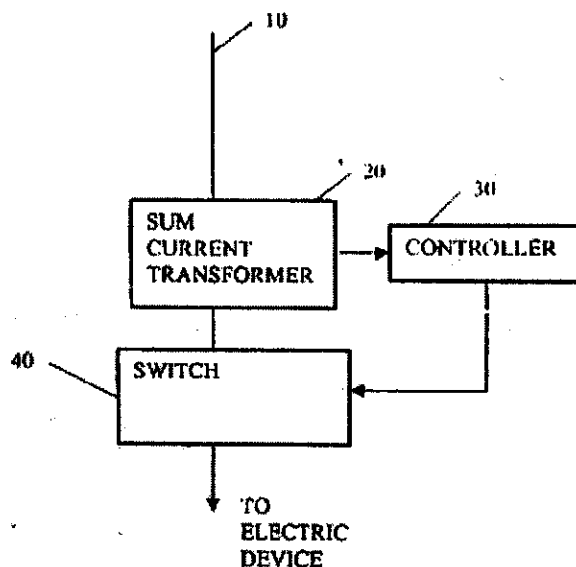 10
20
30
SUM
CURRENT
TRANSFORMER
CONTROLLER
40
SWITCH
TO
ELECTRIC
DEVICE